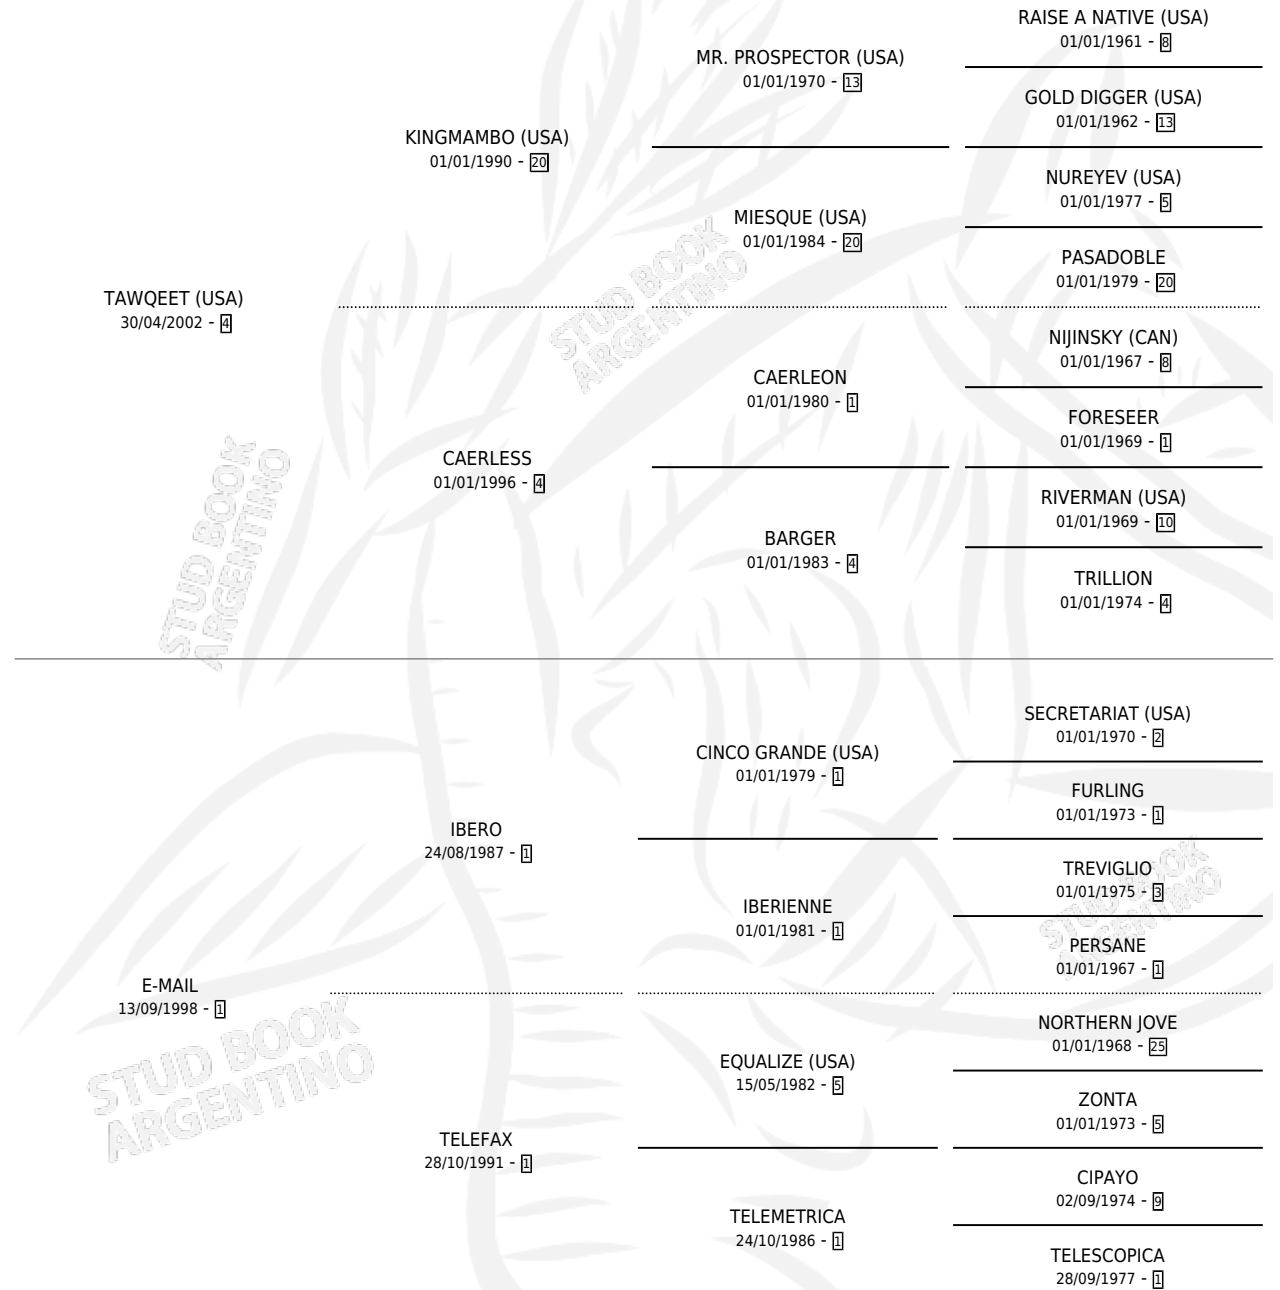 RAISE A NATIVE (USA)
01/01/1961 - 8
MR. PROSPECTOR (USA)
01/01/1970 - 13
GOLD DIGGER (USA)
01/01/1962 - 13
KINGMAMBO (USA)
01/01/1990 - 20
NUREYEV (USA)
01/01/1977 - 5
MIESQUE (USA)
01/01/1984 - 20
PASADOBLE
01/01/1979 - 20
TAWQEET (USA)
30/04/2002 - 4
STUD BOOK
ARGENTINO
NIJINSKY (CAN)
01/01/1967 - 8
CAERLEON
01/01/1980 - 1
FORESEER
01/01/1969 - 1
CAERLESS
01/01/1996 - 4
RIVERMAN (USA)
01/01/1969 - 10
BARGER
01/01/1983 - 4
TRILLION
01/01/1974 - 4
STUD BOOK
ARGENTINO
SECRETARIAT (USA)
01/01/1970 - 2
CINCO GRANDE (USA)
01/01/1979 - 1
FURLING
01/01/1973 - 1
IBERO
24/08/1987 - 1
TREVIGLIO
01/01/1975 - 3
IBERIENNE
01/01/1981 - 1
PERSANE
01/01/1967 - 1
STUD BOOK
ARGENTINO
E-MAIL
13/09/1998 - 1
NORTHERN JOVE
01/01/1968 - 25
EQUALIZE (USA)
15/05/1982 - 5
ZONTA
01/01/1973 - 5
TELEFAX
28/10/1991 - 1
CIPAYO
02/09/1974 - 9
TELEMETRICA
24/10/1986 - 1
TELESCOPICA
28/09/1977 - 1
STUD BOOK
ARGENTINO